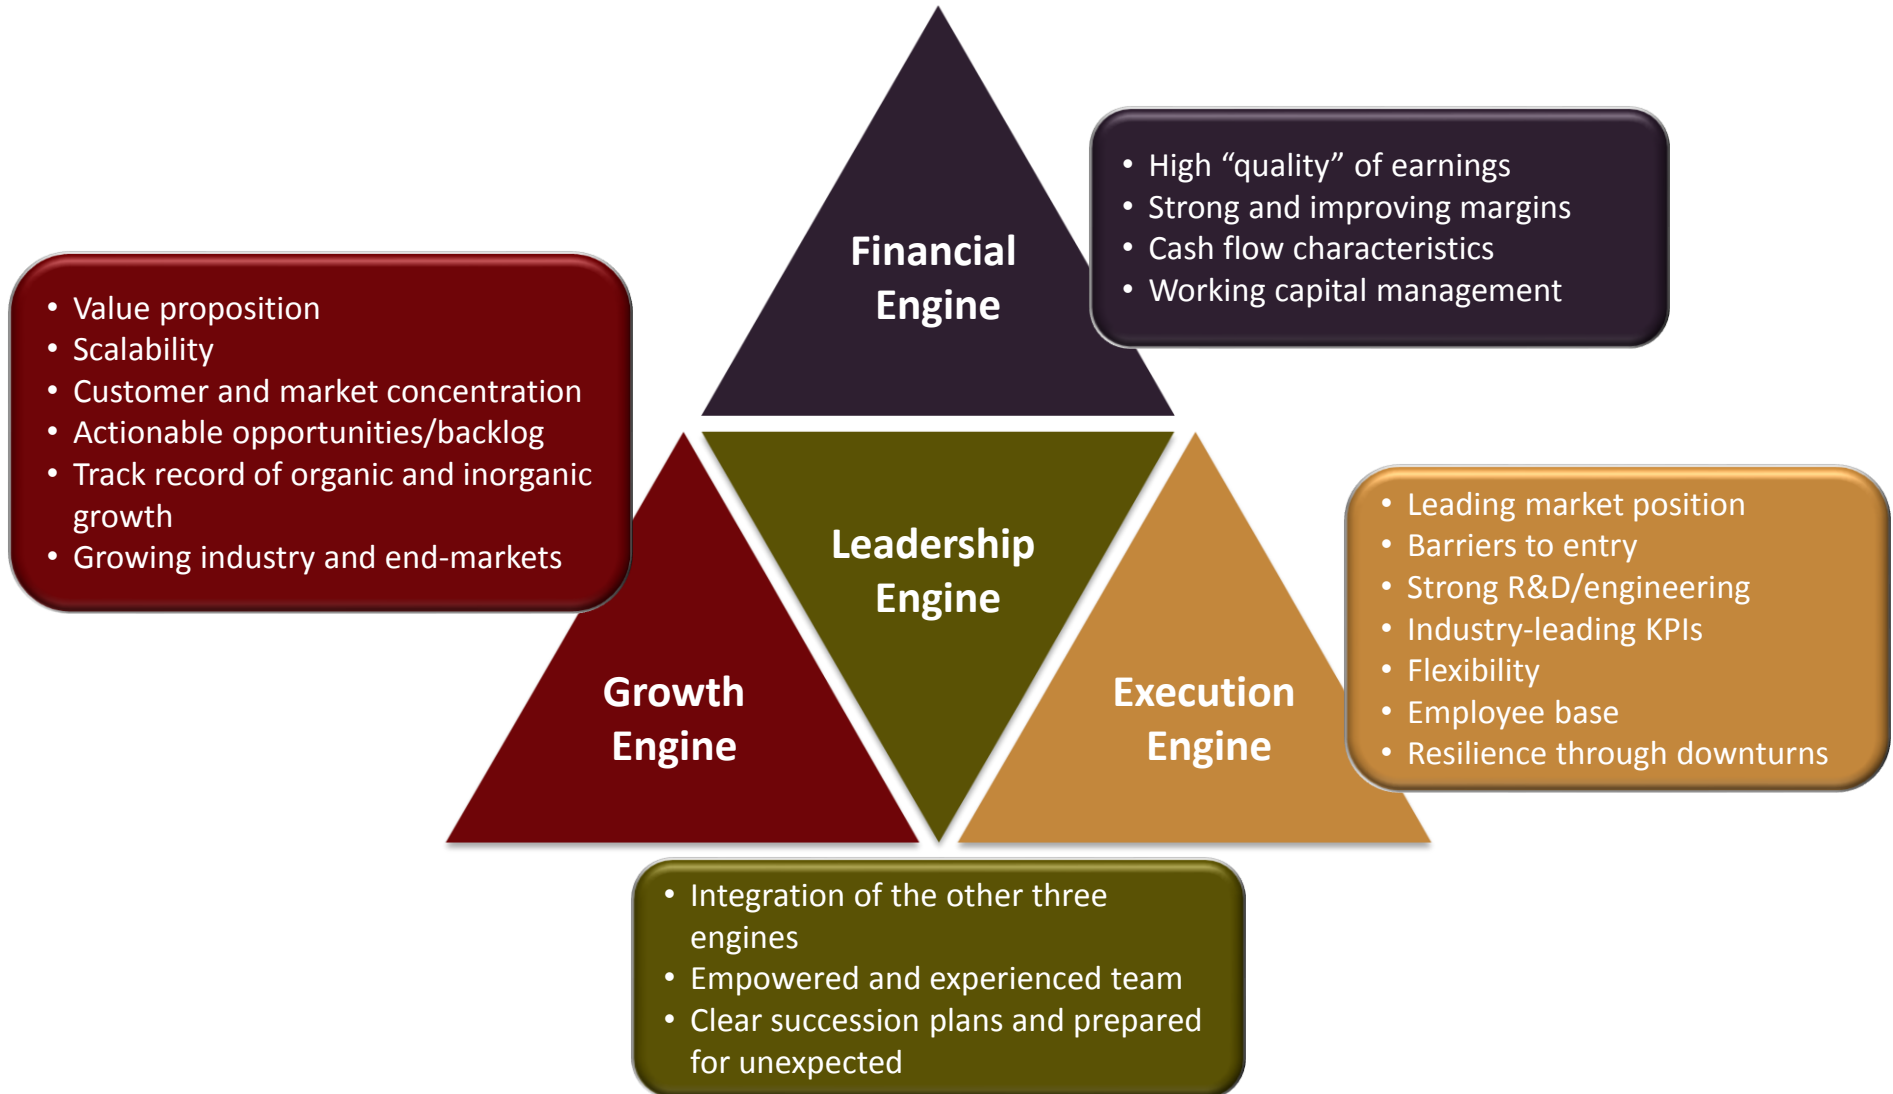 Financial
Engine
• High “quality” of earnings
• Strong and improving margins
• Cash flow characteristics
• Working capital management
• Value proposition
• Scalability
• Customer and market concentration
• Actionable opportunities/backlog
• Track record of organic and inorganic
growth
• Growing industry and end-markets
Leadership
Engine
Growth
Engine
Execution
Engine
• Leading market position
• Barriers to entry
• Strong R&D/engineering
• Industry-leading KPIs
• Flexibility
• Employee base
• Resilience through downturns
• Integration of the other three
engines
• Empowered and experienced team
• Clear succession plans and prepared
for unexpected